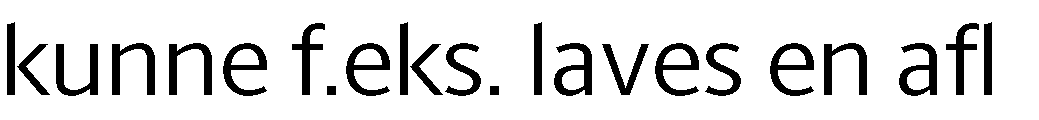 kunne f.eks. laves en afl